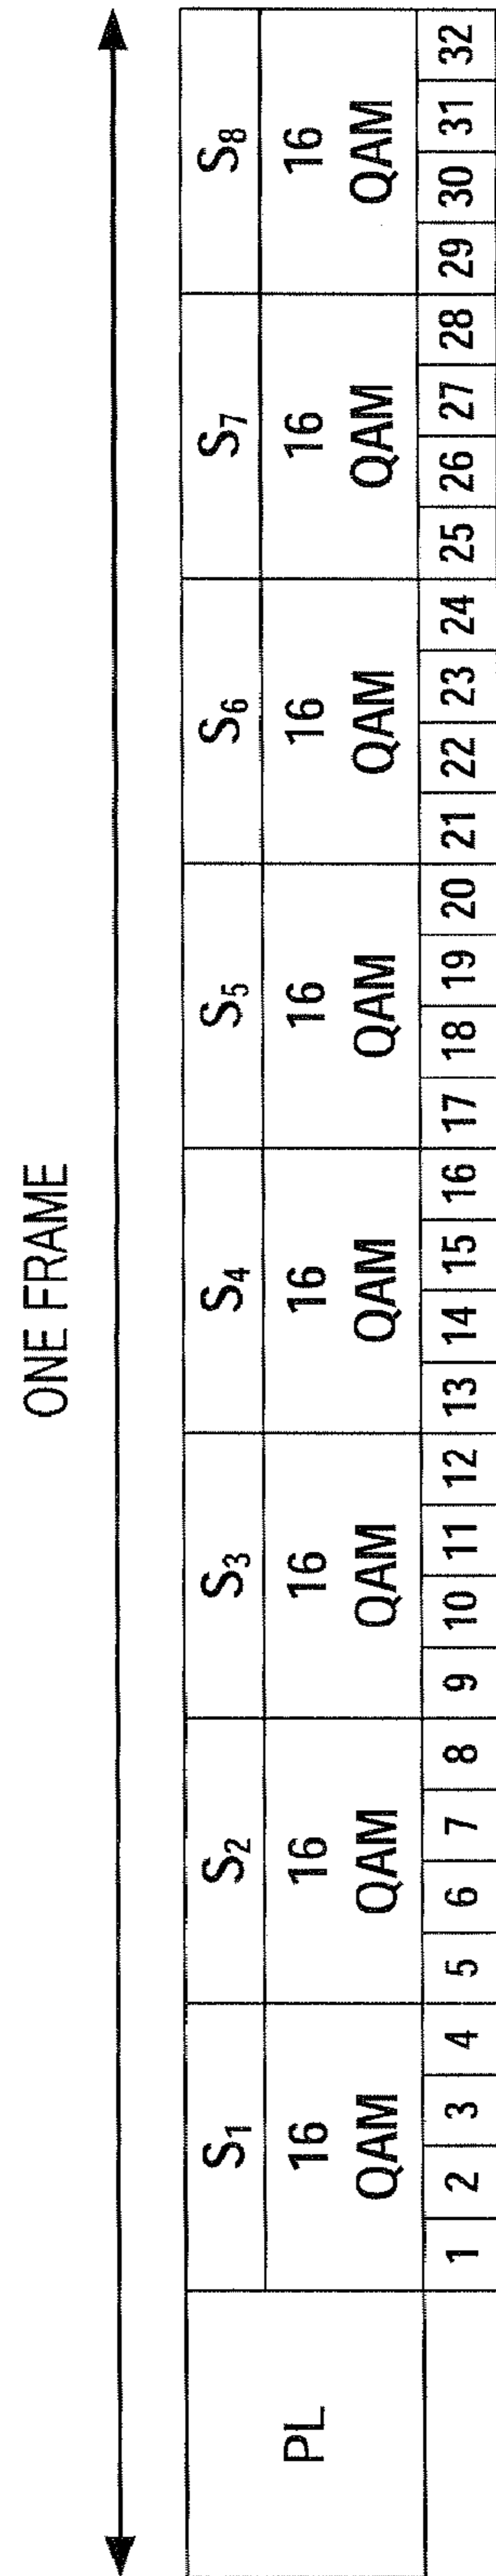 ONE FRAME
PL S₁ S₂ S₃ S₄ S₅ S₆ S₇ S₈
16 16 16 16 16 16 16 16
QAM QAM QAM QAM QAM QAM QAM QAM
1 2 3 4 5 6 7 8 9 10 11 12 13 14 15 16 17 18 19 20 21 22 23 24 25 26 27 28 29 30 31 32